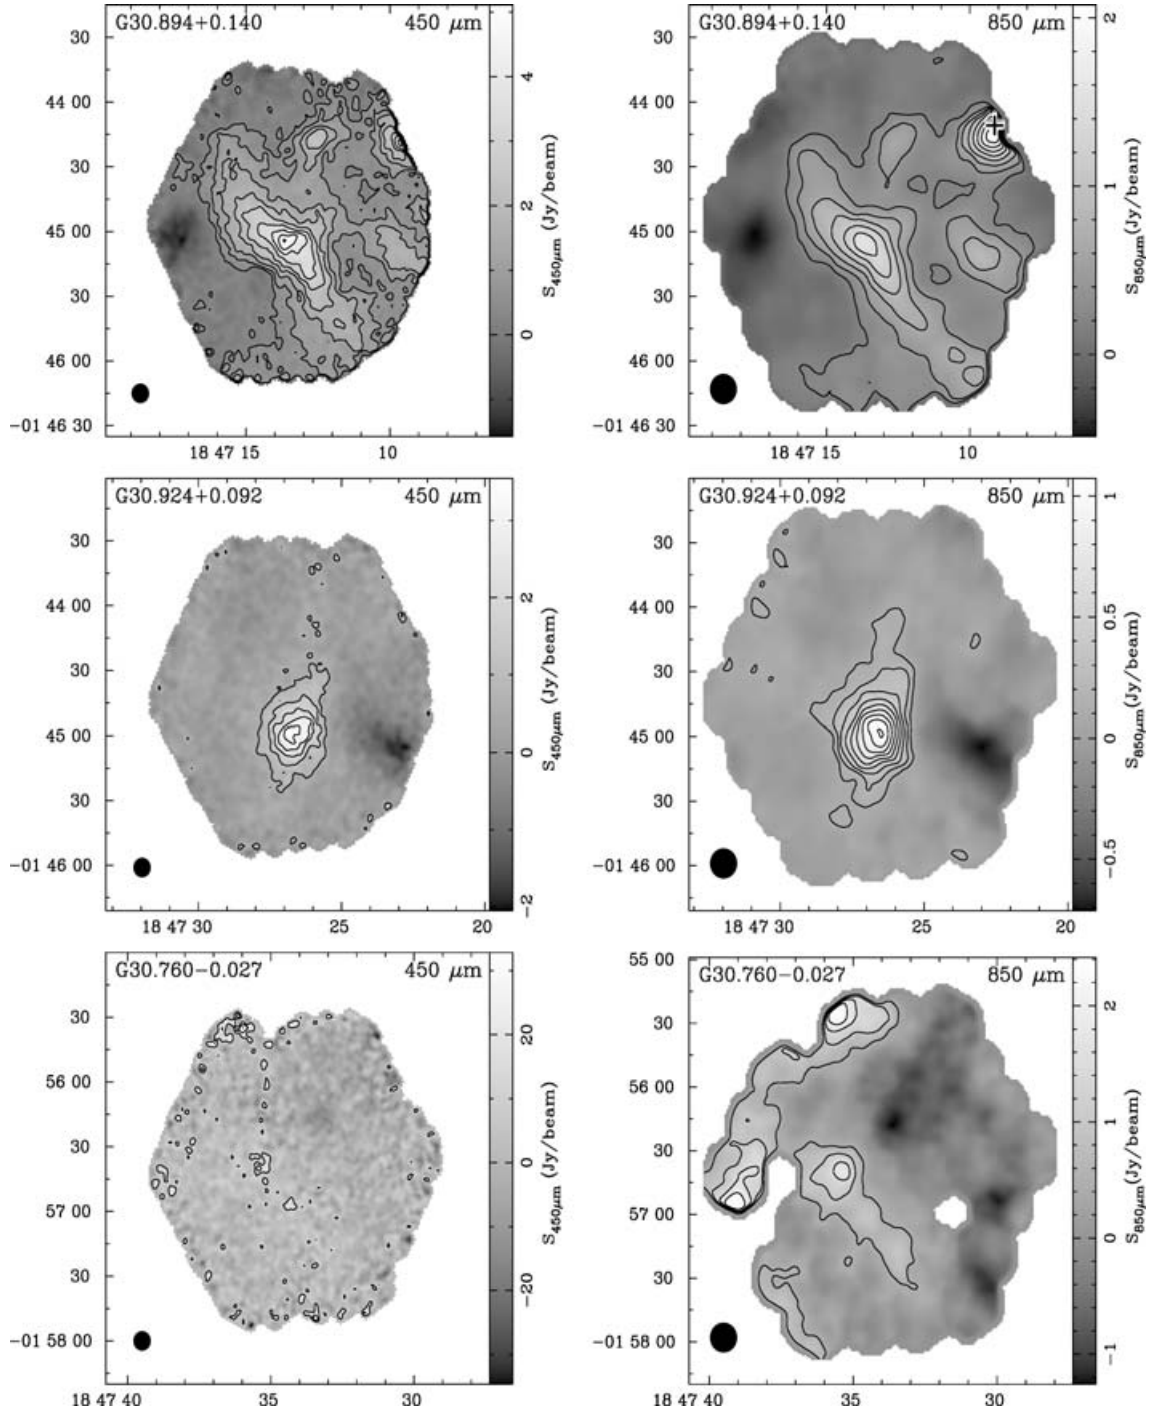 G30.894+0.140 450 μm
30
44 00
30
45 00
30
46 00
−01 46 30
18 47 15 10
4
2
0
S450μm (Jy/beam)
G30.894+0.140 850 μm
30
44 00
30
45 00
30
46 00
−01 46 30
18 47 15 10
2
1
0
S850μm (Jy/beam)
G30.924+0.092 450 μm
30
44 00
30
45 00
30
−01 46 00
18 47 30 25 20
2
0
−2
S450μm (Jy/beam)
G30.924+0.092 850 μm
30
44 00
30
45 00
30
−01 46 00
18 47 30 25 20
1
0.5
0
−0.5
S850μm (Jy/beam)
G30.760−0.027 450 μm
30
56 00
30
57 00
30
−01 58 00
18 47 40 35 30
20
0
−20
S450μm (Jy/beam)
G30.760−0.027 850 μm
55 00
30
56 00
30
57 00
30
−01 58 00
18 47 40 35 30
2
1
0
−1
S850μm (Jy/beam)